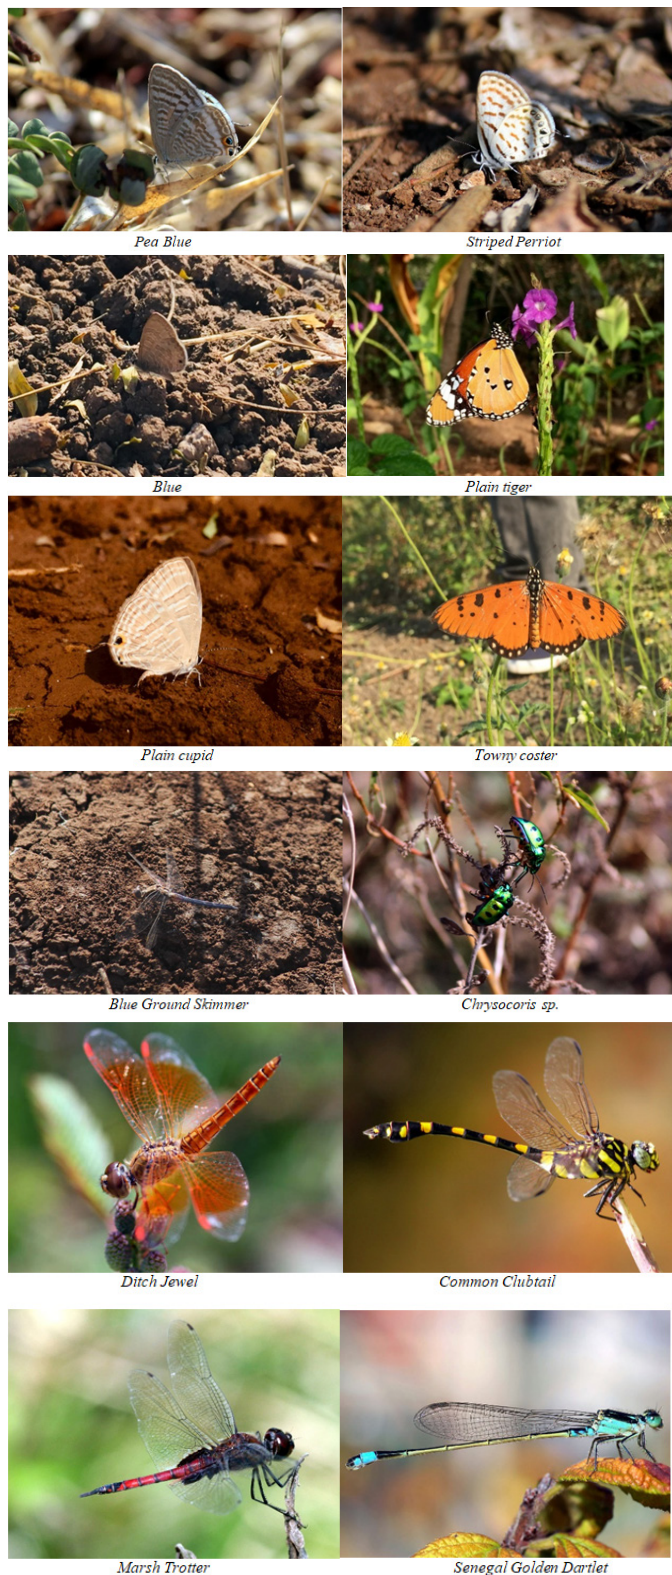 Pea Blue
Striped Perriot
Blue
Plain tiger
Plain cupid
Towny coster
Blue Ground Skimmer
Chrysocoris sp.
Ditch Jewel
Common Clubtail
Marsh Trotter
Senegal Golden Dartlet